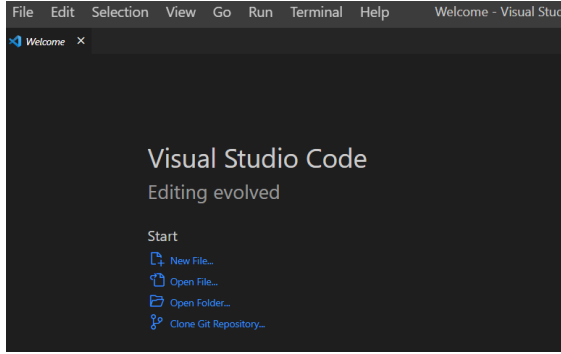 File Edit Selection View Go Run Terminal Help Welcome - Visual Stud
Welcome
Visual Studio Code
Editing evolved
Start
New File...
Open File...
Open Folder...
Clone Git Repository...